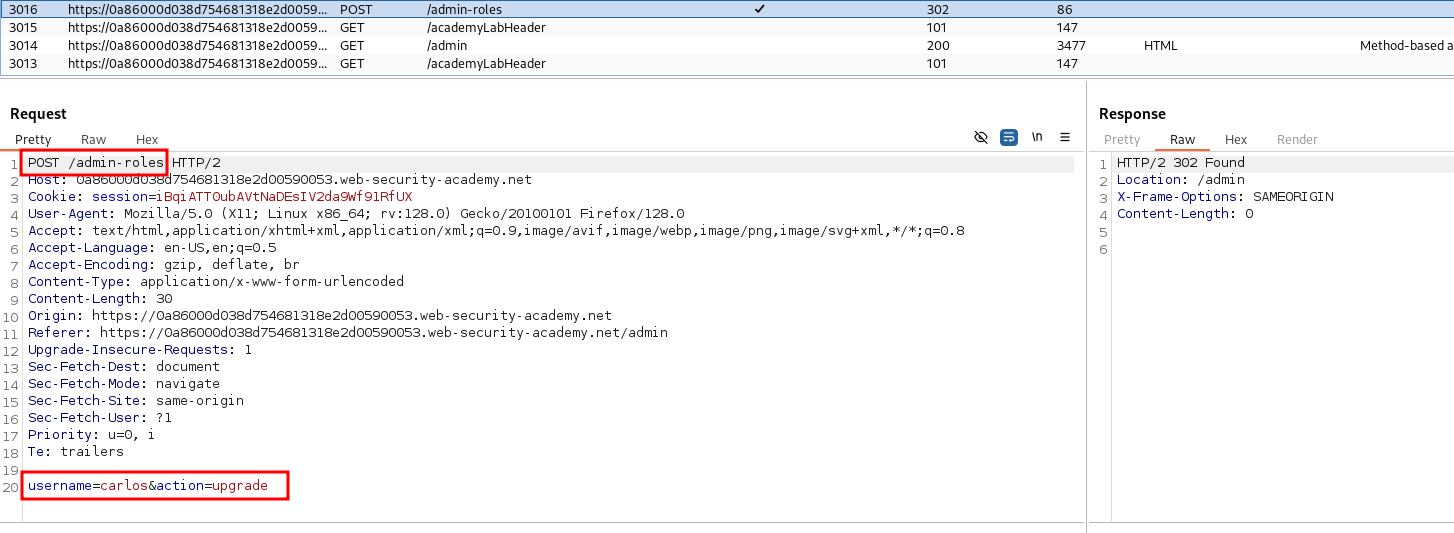 3016 https://0a86000d038d754681318e2d0059... POST /admin-roles ✓ 302 86
3015 https://0a86000d038d754681318e2d0059... GET /academyLabHeader 101 147
3014 https://0a86000d038d754681318e2d0059... GET /admin 200 3477 HTML Method-based a
3013 https://0a86000d038d754681318e2d0059... GET /academyLabHeader 101 147
Request
Pretty Raw Hex \n
1 POST /admin-roles HTTP/2
2 Host: 0a86000d038d754681318e2d00590053.web-security-academy.net
3 Cookie: session=iBqiATT0ubAVtNaDEsIV2da9Wf91RfUX
4 User-Agent: Mozilla/5.0 (X11; Linux x86_64; rv:128.0) Gecko/20100101 Firefox/128.0
5 Accept: text/html,application/xhtml+xml,application/xml;q=0.9,image/avif,image/webp,image/png,image/svg+xml,*/*;q=0.8
6 Accept-Language: en-US,en;q=0.5
7 Accept-Encoding: gzip, deflate, br
8 Content-Type: application/x-www-form-urlencoded
9 Content-Length: 30
10 Origin: https://0a86000d038d754681318e2d00590053.web-security-academy.net
11 Referer: https://0a86000d038d754681318e2d00590053.web-security-academy.net/admin
12 Upgrade-Insecure-Requests: 1
13 Sec-Fetch-Dest: document
14 Sec-Fetch-Mode: navigate
15 Sec-Fetch-Site: same-origin
16 Sec-Fetch-User: ?1
17 Priority: u=0, i
18 Te: trailers
19
20 username=carlos&action=upgrade
Response
Pretty Raw Hex Render
1 HTTP/2 302 Found
2 Location: /admin
3 X-Frame-Options: SAMEORIGIN
4 Content-Length: 0
5
6